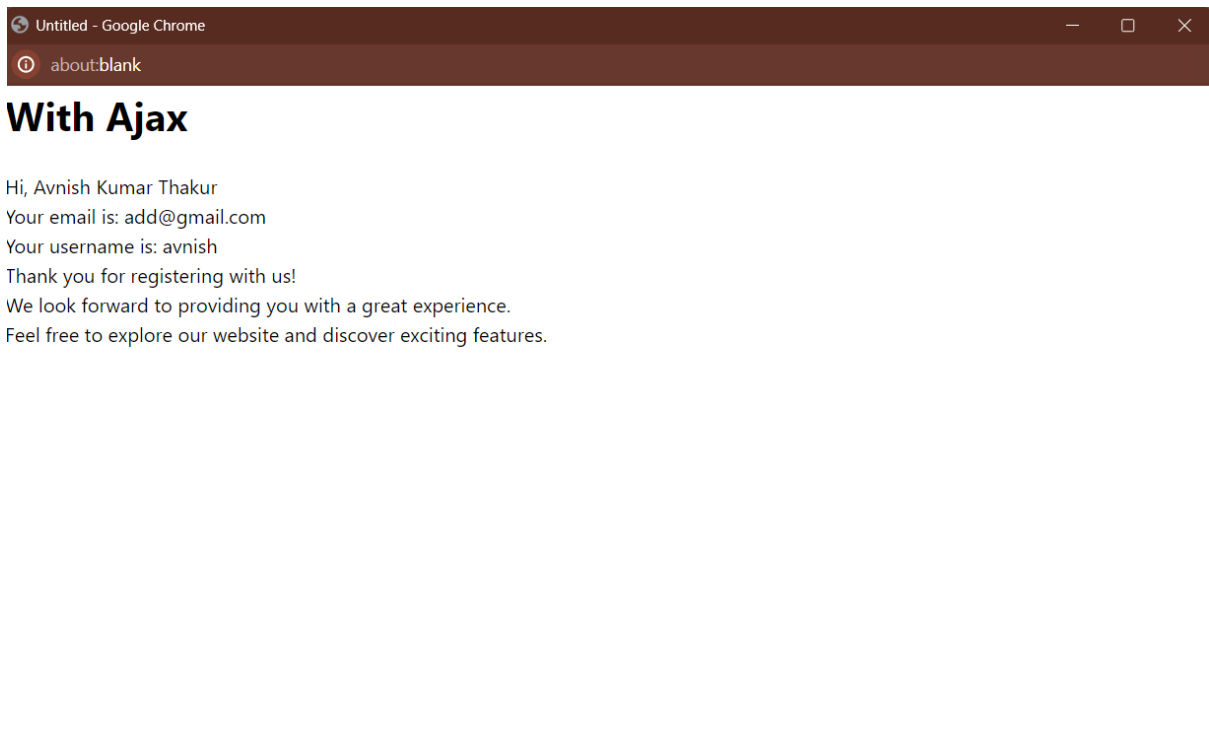 Untitled - Google Chrome
about:blank
With Ajax
Hi, Avnish Kumar Thakur
Your email is: add@gmail.com
Your username is: avnish
Thank you for registering with us!
We look forward to providing you with a great experience.
Feel free to explore our website and discover exciting features.